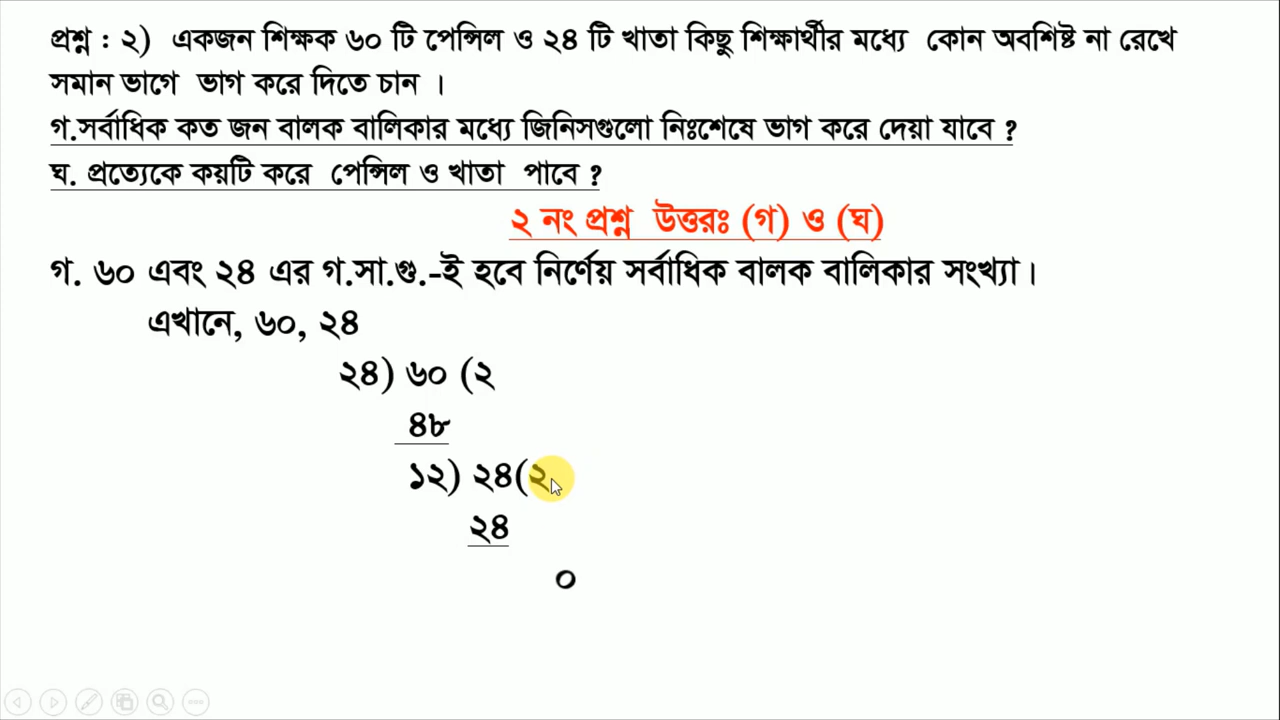 প্রশ্ন : ২) একজন শিক্ষক ৬০ টি পেন্সিল ও ২৪ টি খাতা কিছু শিক্ষার্থীর মধ্যে কোন অবশিষ্ট না রেখে
সমান ভাগে ভাগ করে দিতে চান ।
গ.সর্বাধিক কত জন বালক বালিকার মধ্যে জিনিসগুলো নিঃশেষে ভাগ করে দেয়া যাবে ?
ঘ. প্রত্যেকে কয়টি করে পেন্সিল ও খাতা পাবে ?
২ নং প্রশ্ন উত্তরঃ (গ) ও (ঘ)
গ. ৬০ এবং ২৪ এর গ.সা.গু.-ই হবে নির্ণেয় সর্বাধিক বালক বালিকার সংখ্যা।
এখানে, ৬০, ২৪
২৪) ৬০ (২
৪৮
১২) ২৪(২
২৪
০